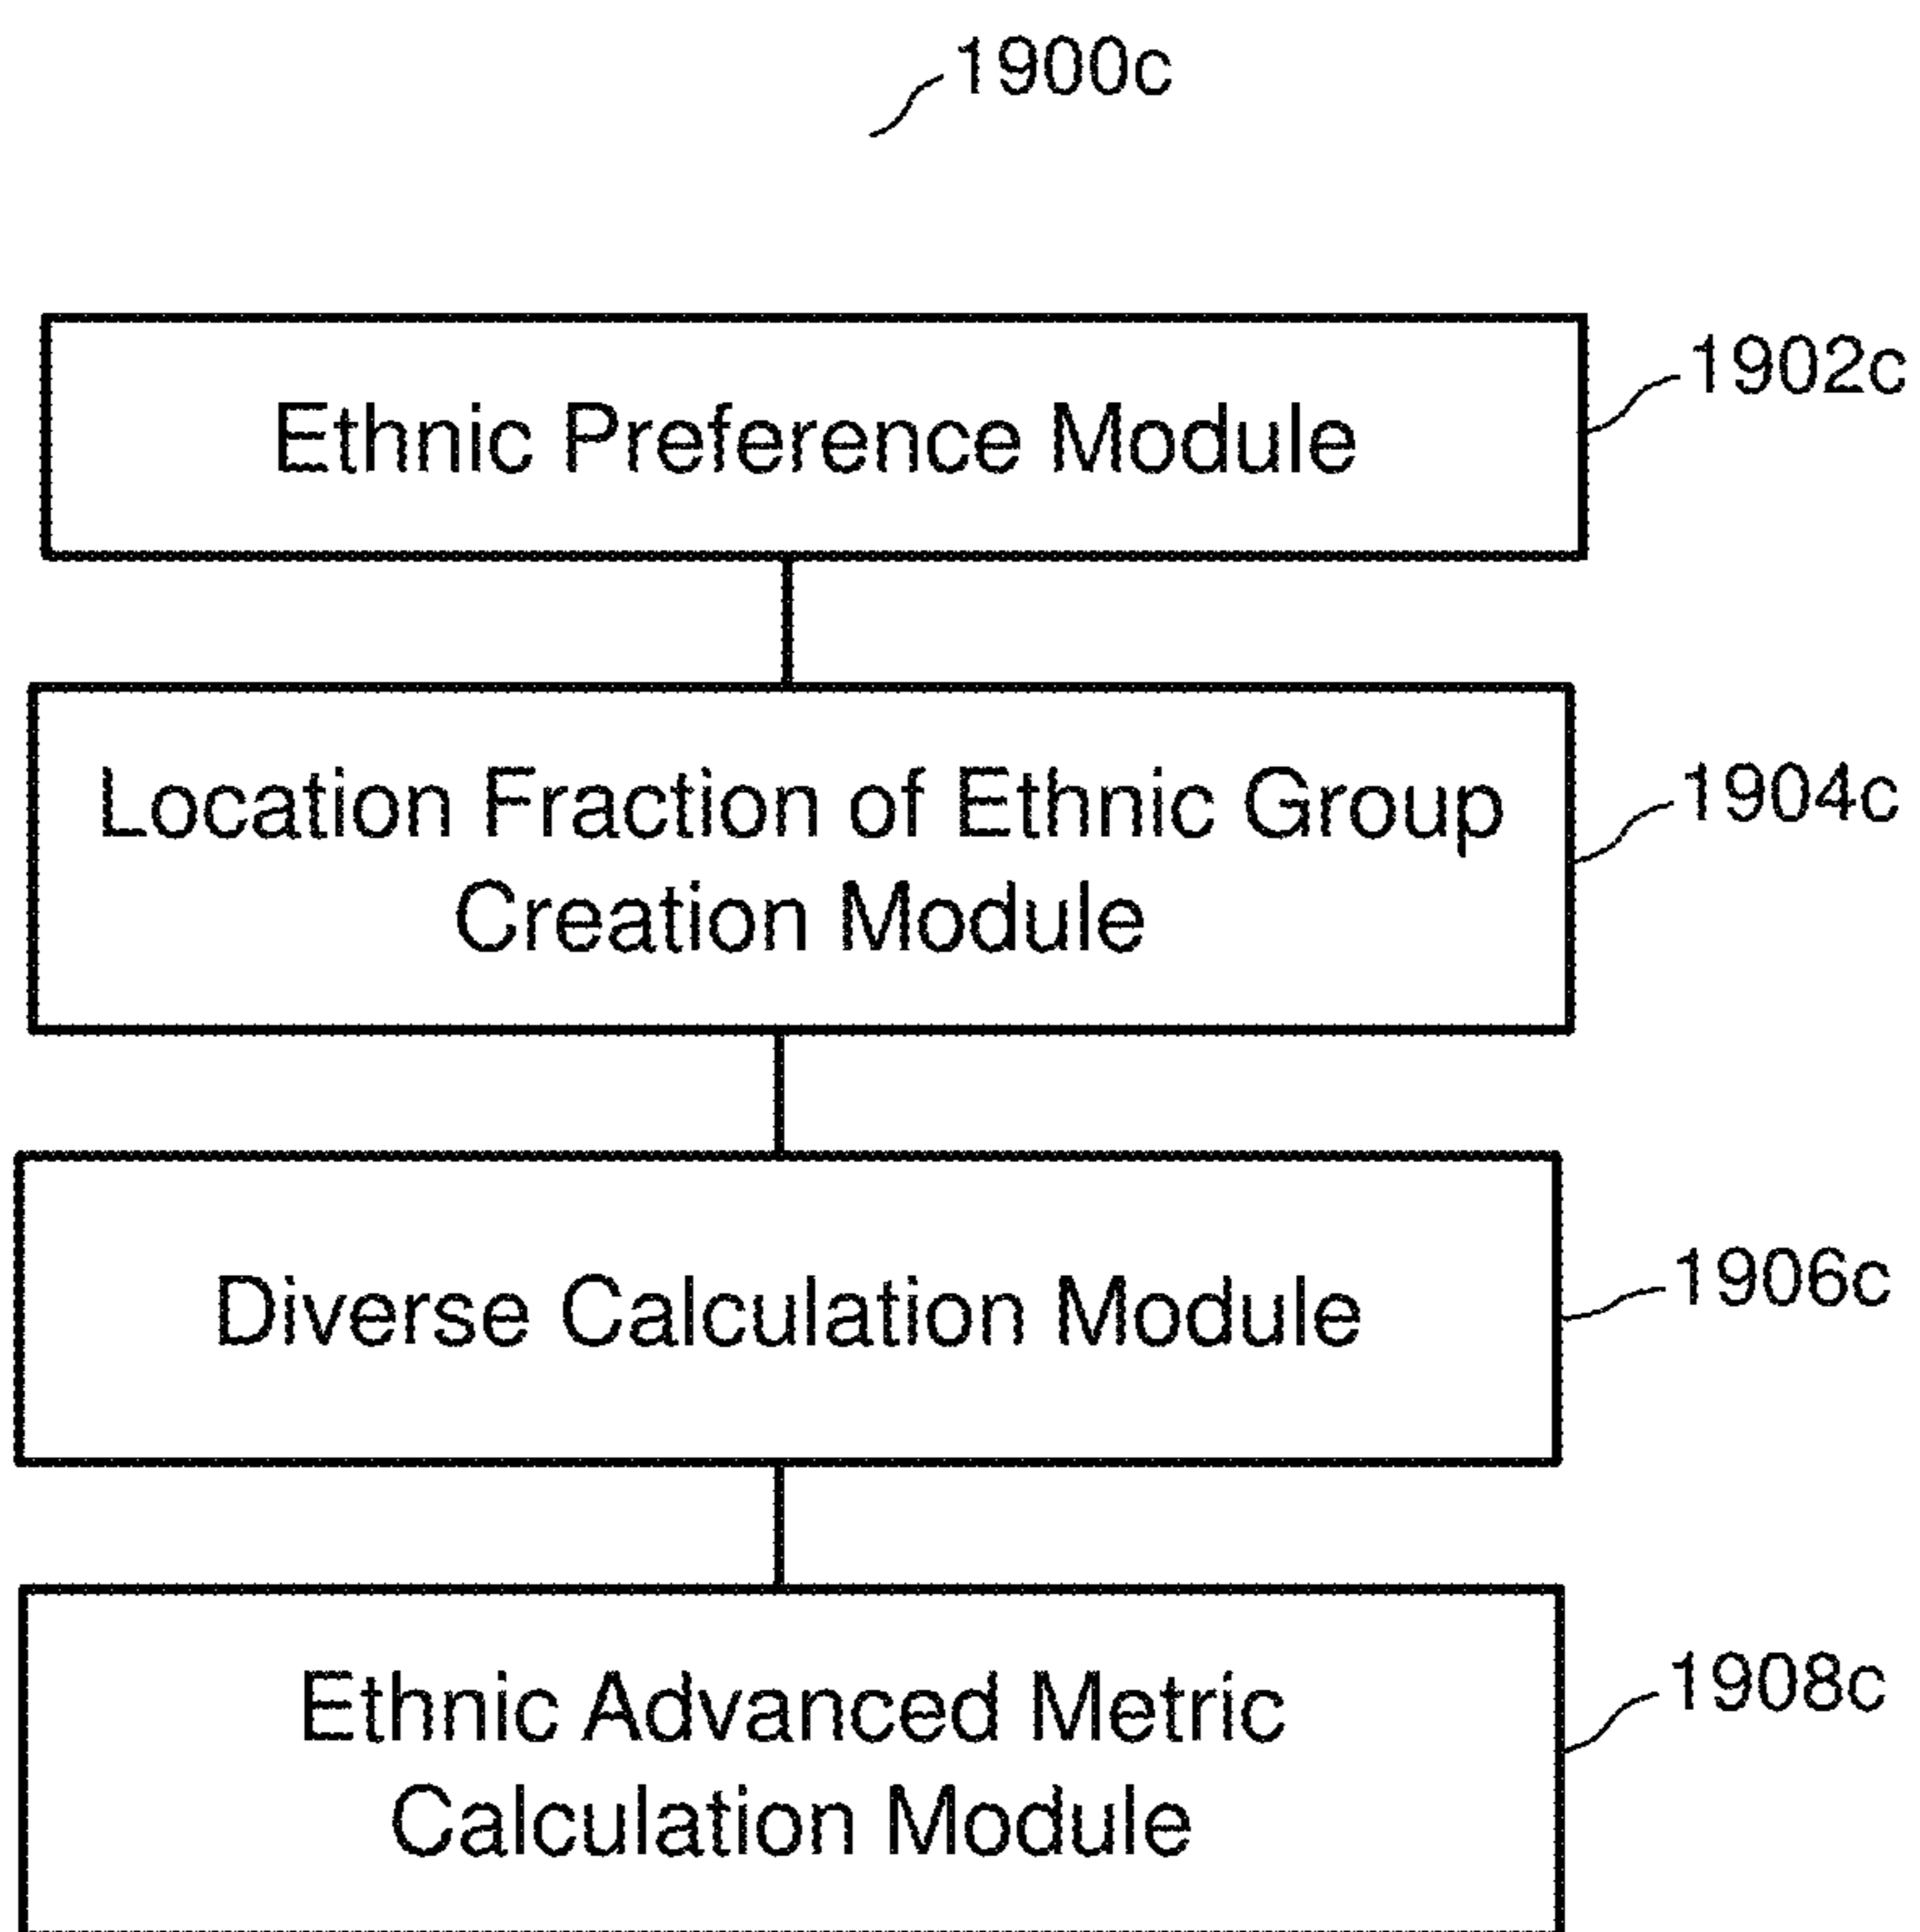 1900c
Ethnic Preference Module
1902c
Location Fraction of Ethnic Group
Creation Module
1904c
Diverse Calculation Module
1906c
Ethnic Advanced Metric
Calculation Module
1908c